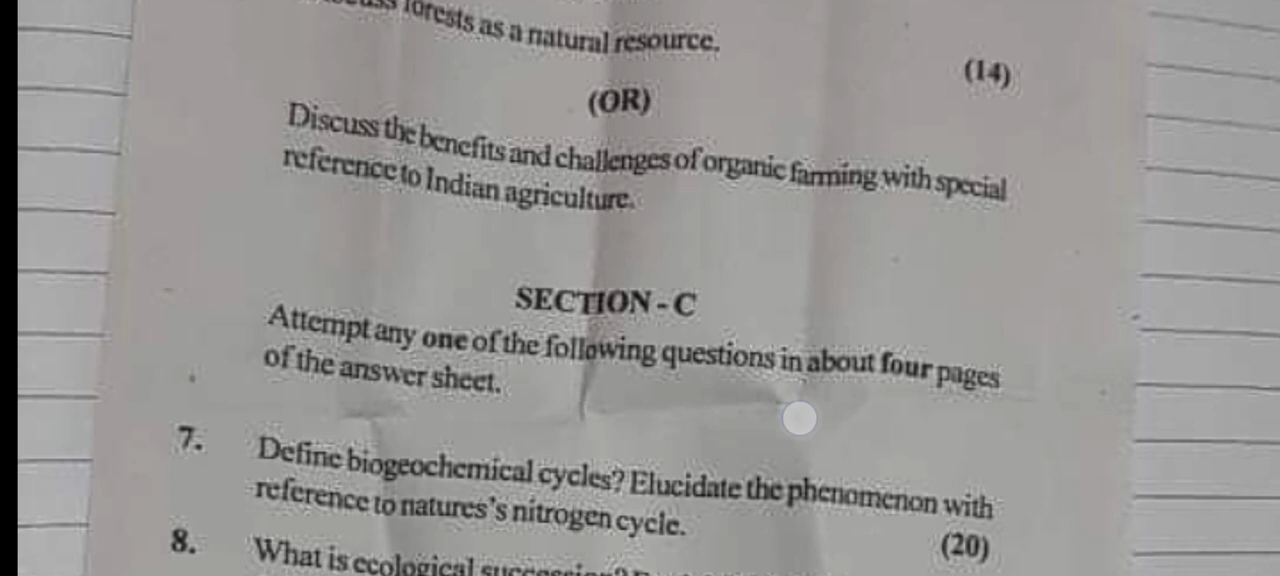 forests as a natural resource.
(14)
(OR)
Discuss the benefits and challenges of organic farming with special
reference to Indian agriculture.
SECTION - C
Attempt any one of the following questions in about four pages
of the answer sheet.
7. Define biogeochemical cycles? Elucidate the phenomenon with
reference to natures's nitrogen cycle.
(20)
8. What is ecological succession?